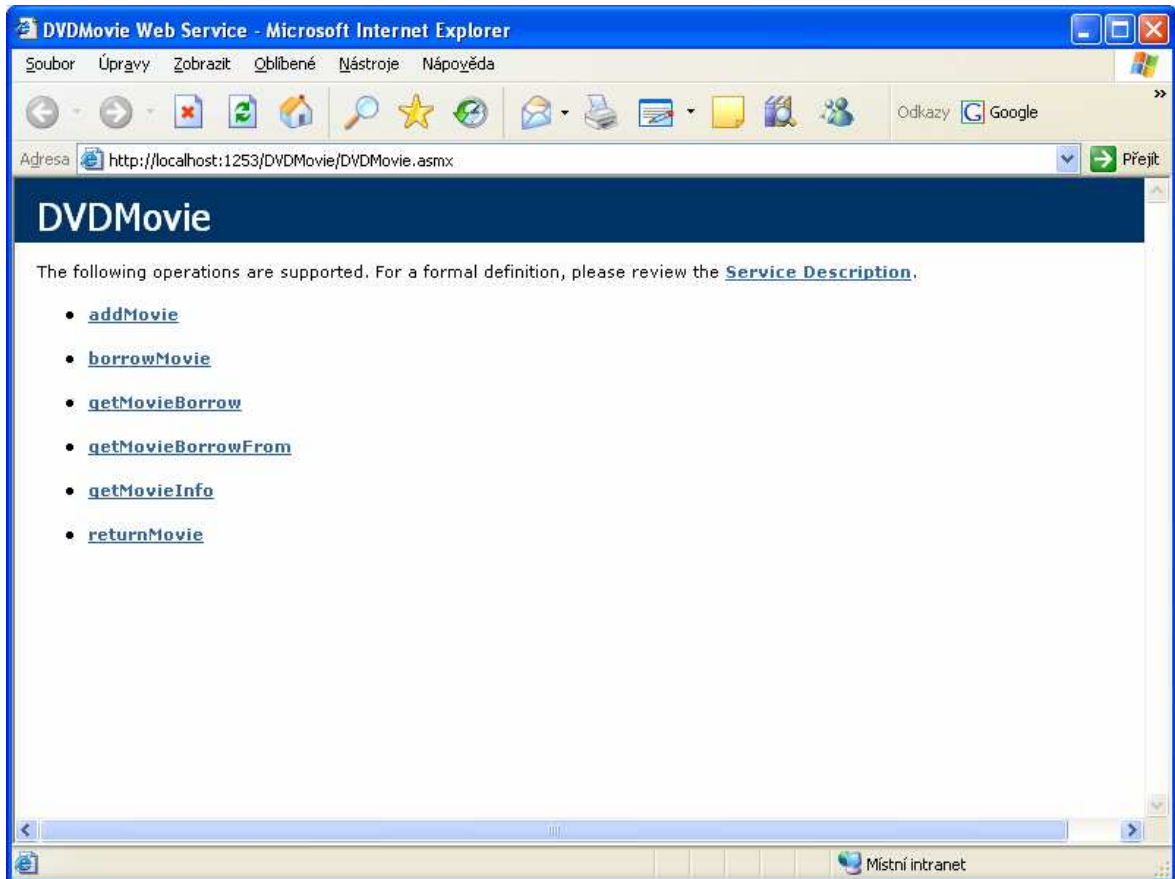 DVDMovie Web Service - Microsoft Internet Explorer
Soubor Úpravy Zobrazit Oblíbené Nástroje Nápověda
Odkazy Google
Adresa http://localhost:1253/DVDMovie/DVDMovie.asmx Přejít
DVDMovie
The following operations are supported. For a formal definition, please review the Service Description.
addMovie
borrowMovie
getMovieBorrow
getMovieBorrowFrom
getMovieInfo
returnMovie
Místní intranet